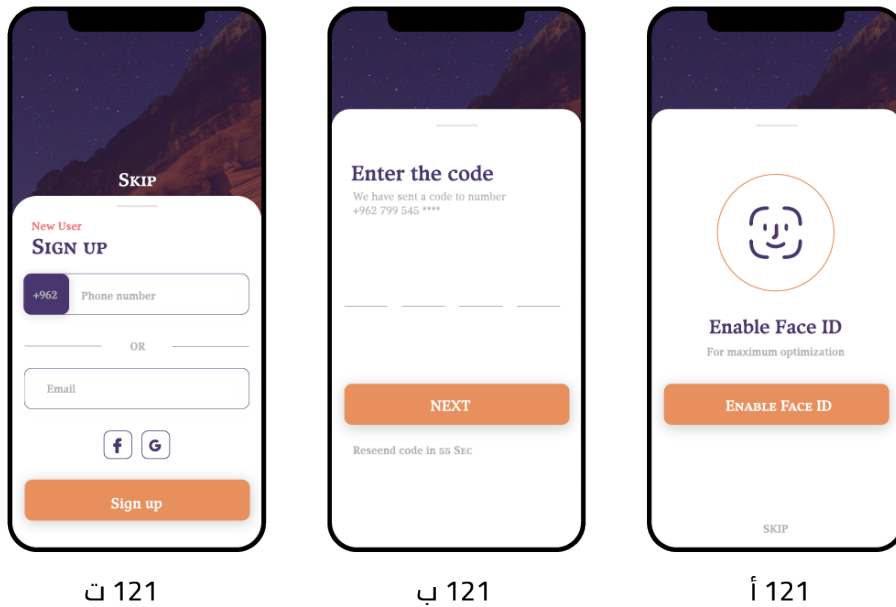 SKIP
New User
SIGN UP
+962 Phone number
OR
Email
f G
Sign up
121 ت
Enter the code
We have sent a code to number
+962 799 545 ****
NEXT
Reseend code in 55 SEC
121 ب
Enable Face ID
For maximum optimization
ENABLE FACE ID
SKIP
121 أ